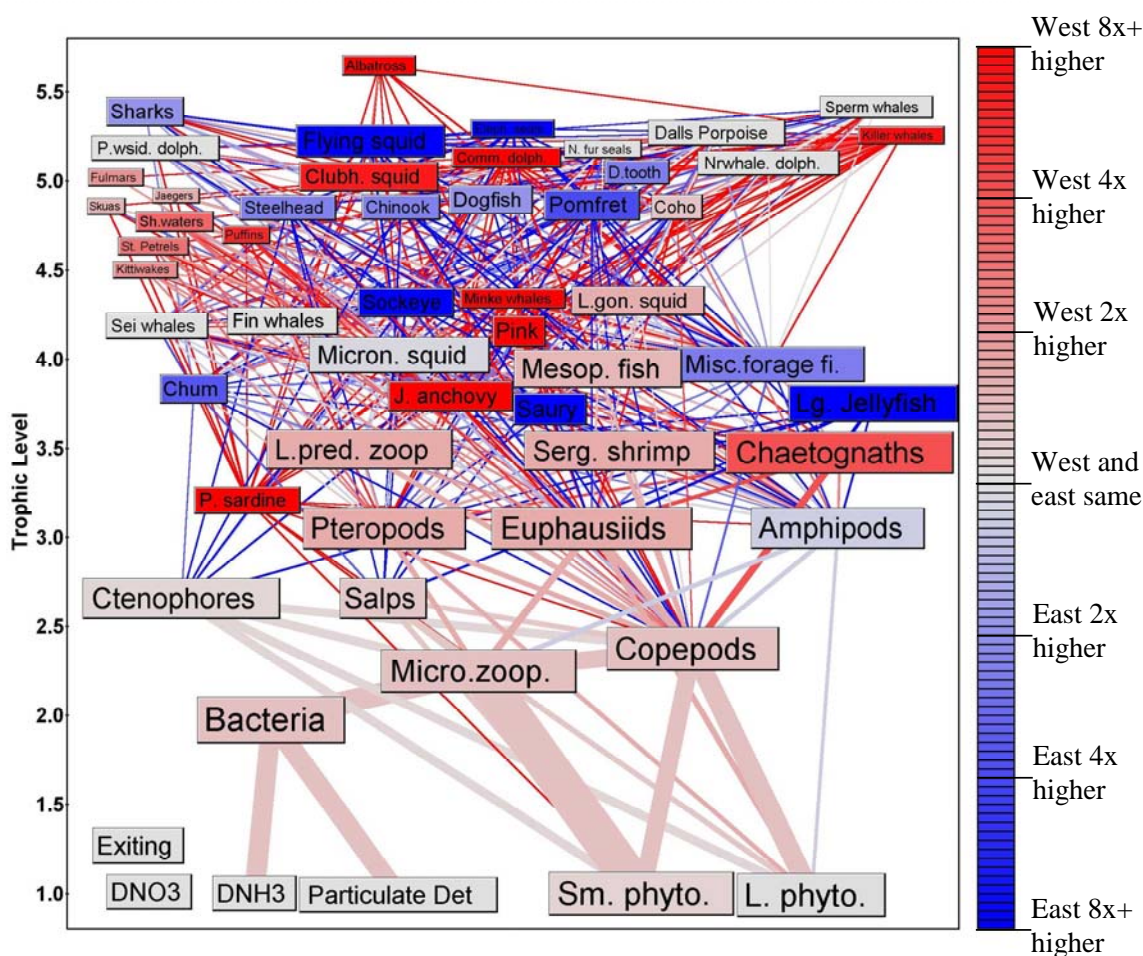 5.5
5.0
4.5
4.0
3.5
3.0
2.5
2.0
1.5
1.0
Trophic Level
Albatross
Sharks
Sperm whales
Flying squid
Eleph. seals
Dalls Porpoise
Killer whales
P.wsid. dolph.
Comm. dolph.
N. fur seals
Nrwhale. dolph.
Fulmars
Clubh. squid
D.tooth
Skuas
Jaegers
Steelhead
Chinook
Dogfish
Pomfret
Coho
Sh.waters
St. Petrels
Puffins
Kittiwakes
Sockeye
Minke whales
L.gon. squid
Sei whales
Fin whales
Pink
Micron. squid
Mesop. fish
Misc.forage fi.
Chum
J. anchovy
Saury
Lg. Jellyfish
L.pred. zoop
Serg. shrimp
Chaetognaths
P. sardine
Pteropods
Euphausiids
Amphipods
Ctenophores
Salps
Copepods
Micro.zoop.
Bacteria
Exiting
DNO3
DNH3
Particulate Det
Sm. phyto.
L. phyto.
West 8x+
higher
West 4x
higher
West 2x
higher
West and
east same
East 2x
higher
East 4x
higher
East 8x+
higher